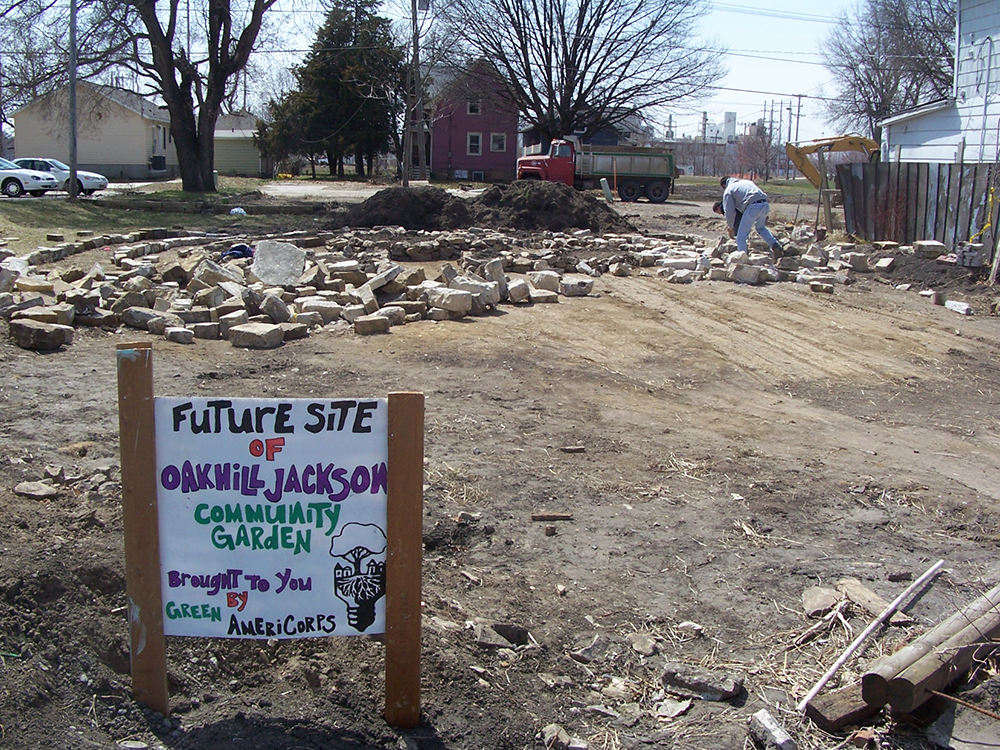 FUTURE SITE
OF
OAKHILL JACKSON
COMMUNITY
GARDEN
BROUGHT TO YOU
BY
GREEN AMERICORPS